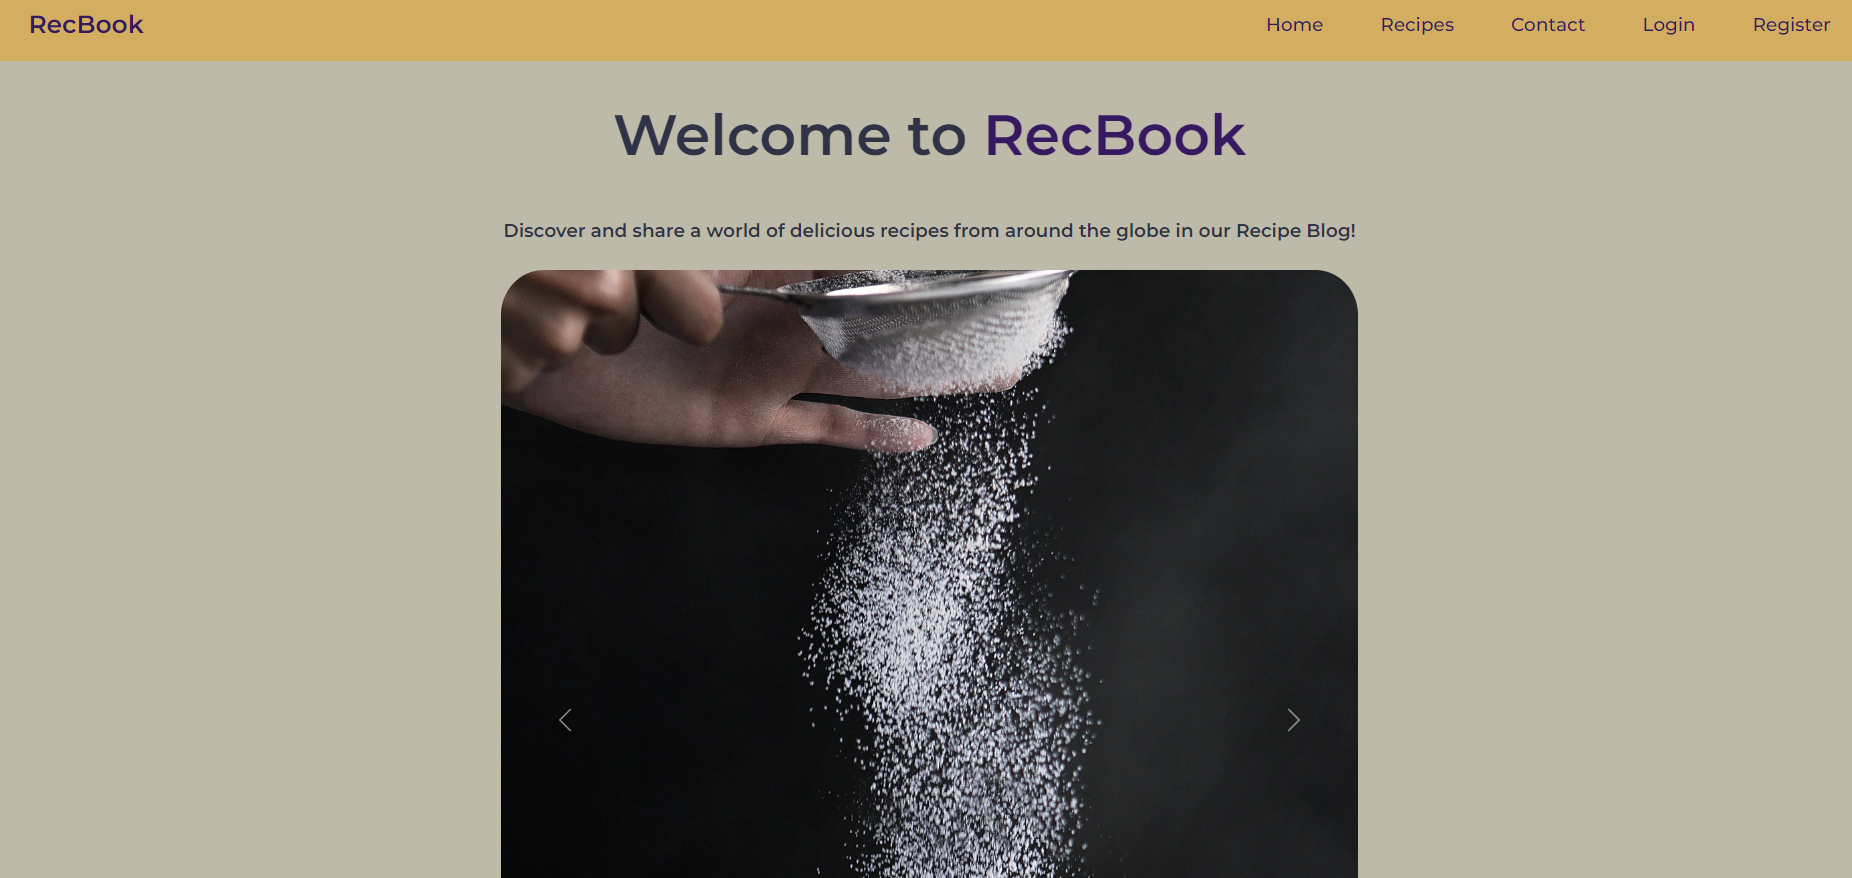 RecBook
Home Recipes Contact Login Register
Welcome to RecBook
Discover and share a world of delicious recipes from around the globe in our Recipe Blog!